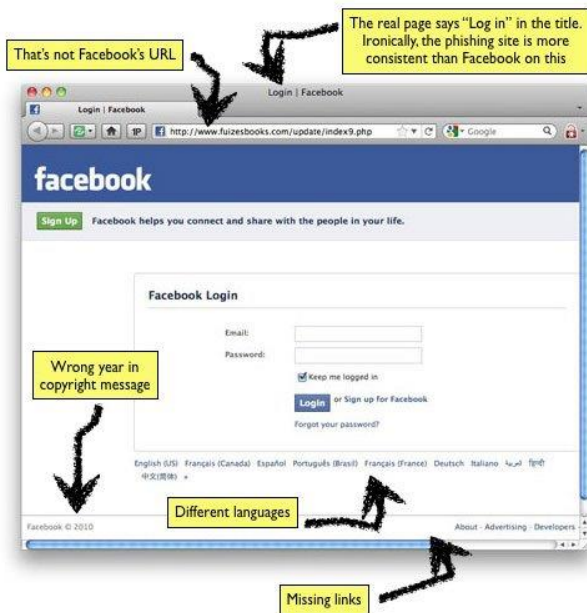 The real page says “Log in” in the title.
Ironically, the phishing site is more
consistent than Facebook on this
That’s not Facebook’s URL
Login | Facebook
Login | Facebook
1P
http://www.fuizesbooks.com/update/index9.php
Google
facebook
Sign Up
Facebook helps you connect and share with the people in your life.
Facebook Login
Email:
Password:
Keep me logged in
Login or Sign up for Facebook
Forgot your password?
Wrong year in
copyright message
English (US) Français (Canada) Español Português (Brasil) Français (France) Deutsch Italiano العربية हिन्दी
中文(简体) »
Different languages
Facebook © 2010
About · Advertising · Developers ·
Missing links